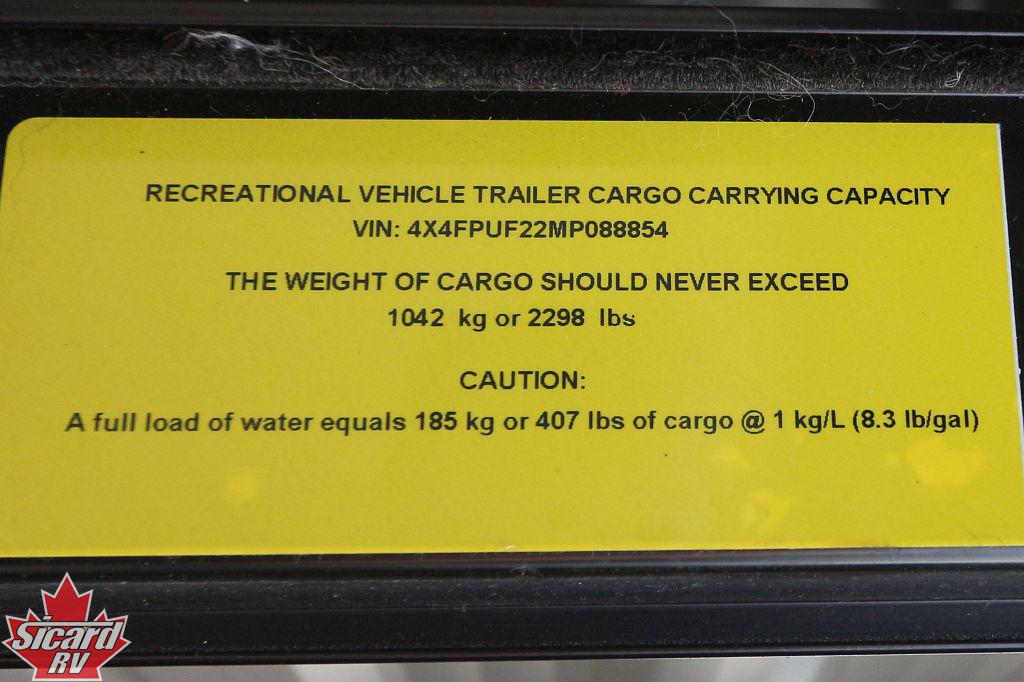 RECREATIONAL VEHICLE TRAILER CARGO CARRYING CAPACITY
VIN: 4X4FPUF22MP088854
THE WEIGHT OF CARGO SHOULD NEVER EXCEED
1042 kg or 2298 lbs
CAUTION:
A full load of water equals 185 kg or 407 lbs of cargo @ 1 kg/L (8.3 lb/gal)
Sicard
RV